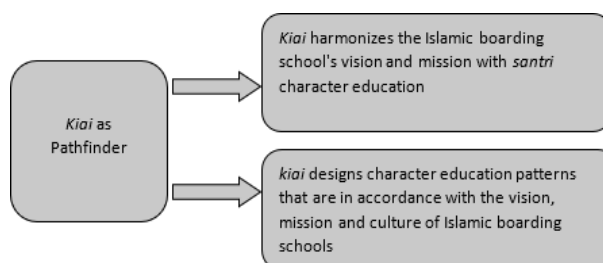 Kiai as
Pathfinder
Kiai harmonizes the Islamic boarding
school's vision and mission with santri
character education
kiai designs character education patterns
that are in accordance with the vision,
mission and culture of Islamic boarding
schools